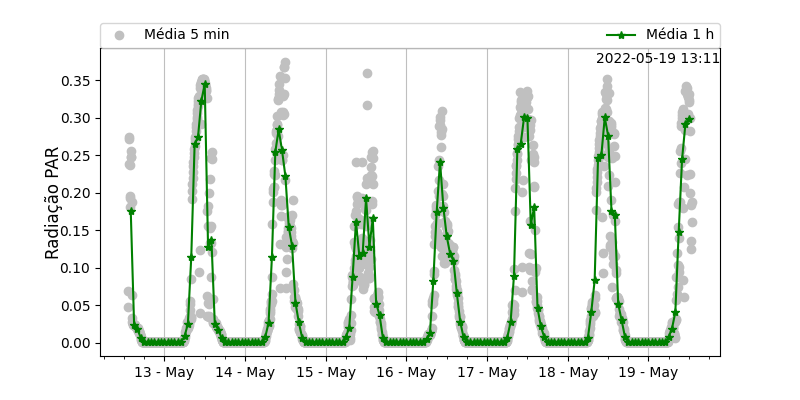 Média 5 min
Média 1 h
2022-05-19 13:11
Radiação PAR
0.35
0.30
0.25
0.20
0.15
0.10
0.05
0.00
13 - May
14 - May
15 - May
16 - May
17 - May
18 - May
19 - May